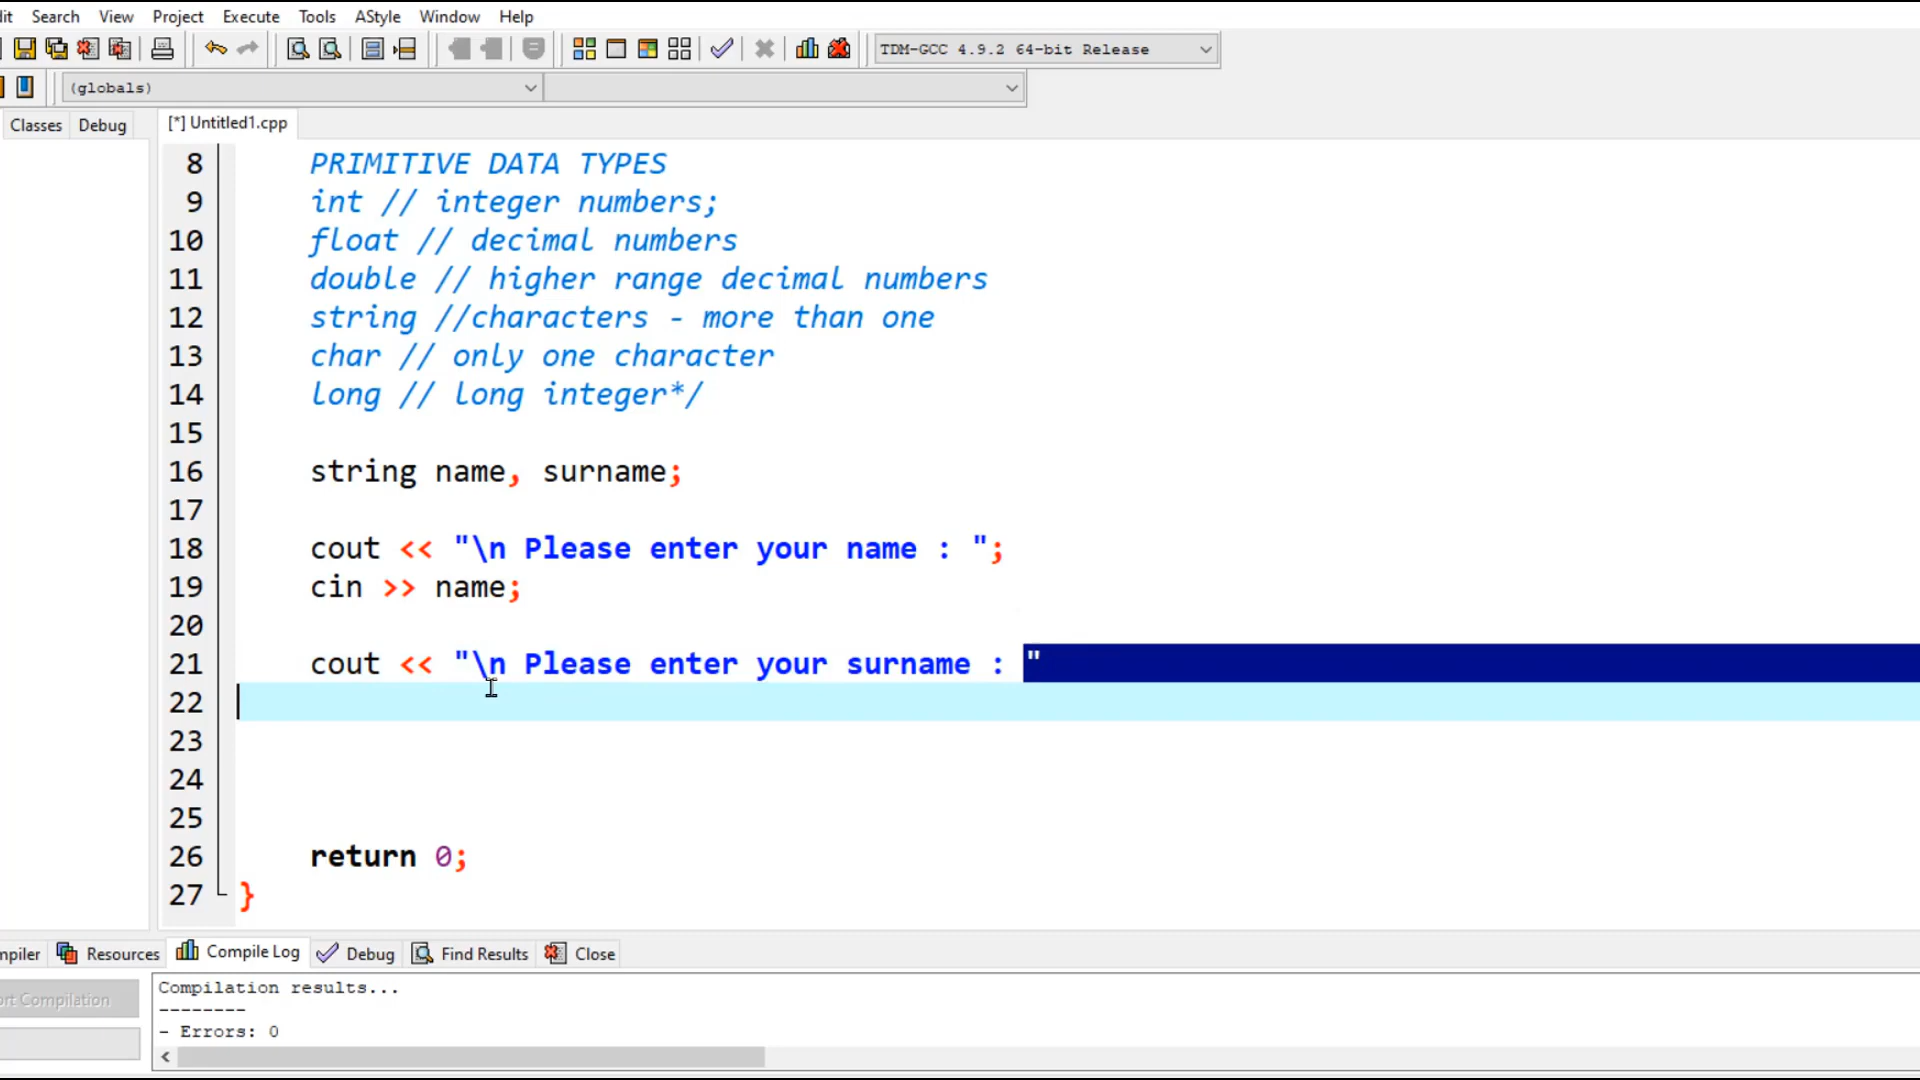 it Search View Project Execute Tools AStyle Window Help
TDM-GCC 4.9.2 64-bit Release
(globals)
Classes Debug [*] Untitled1.cpp
8 PRIMITIVE DATA TYPES
9 int // integer numbers;
10 float // decimal numbers
11 double // higher range decimal numbers
12 string //characters - more than one
13 char // only one character
14 long // long integer*/
15
16 string name, surname;
17
18 cout << "\n Please enter your name : ";
19 cin >> name;
20
21 cout << "\n Please enter your surname : "
22
23
24
25
26 return 0;
27 }
mpiler Resources Compile Log Debug Find Results Close
Compilation results...
ort Compilation
--------
- Errors: 0